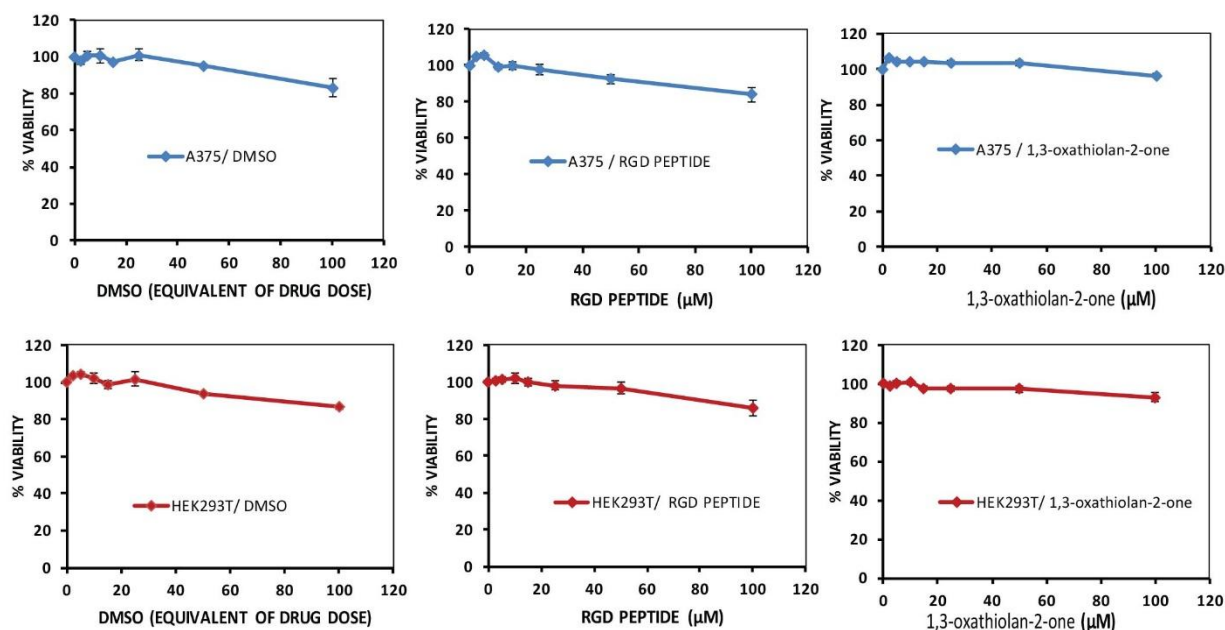 120
100
80
60
40
20
0
% VIABILITY
A375/ DMSO
0 20 40 60 80 100 120
DMSO (EQUIVALENT OF DRUG DOSE)
120
100
80
60
40
20
0
% VIABILITY
A375 / RGD PEPTIDE
0 20 40 60 80 100 120
RGD PEPTIDE (µM)
120
100
80
60
40
20
0
% VIABILITY
A375 / 1,3-oxathiolan-2-one
0 20 40 60 80 100 120
1,3-oxathiolan-2-one (µM)
120
100
80
60
40
20
0
% VIABILITY
HEK293T/ DMSO
0 20 40 60 80 100 120
DMSO (EQUIVALENT OF DRUG DOSE)
120
100
80
60
40
20
0
% VIABILITY
HEK293T/ RGD PEPTIDE
0 20 40 60 80 100 120
RGD PEPTIDE (µM)
120
100
80
60
40
20
0
% VIABILITY
HEK293T/ 1,3-oxathiolan-2-one
0 20 40 60 80 100 120
1,3-oxathiolan-2-one (µM)